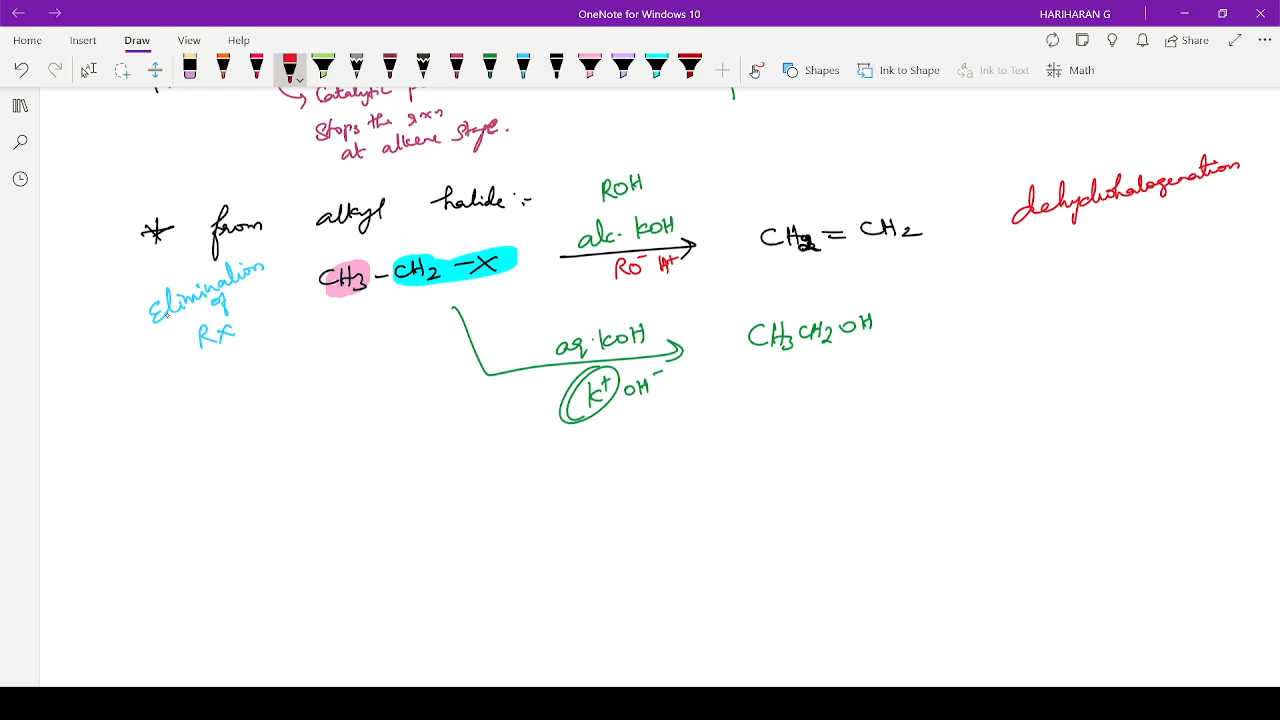 OneNote for Windows 10
HARIHARAN G
Home Insert Draw View Help
Share
Shapes
Ink to Shape
Ink to Text
Math
Catalytic
Stops the rxn
at alkene stage.
* from alkyl halide :-
ROH
alc. KOH
RO⁻ H+
CH3 - CH2 - X
CH2 = CH2
dehydrohalogenation
Elimination
of
RX
aq. KOH
K+ OH⁻
CH3CH2OH